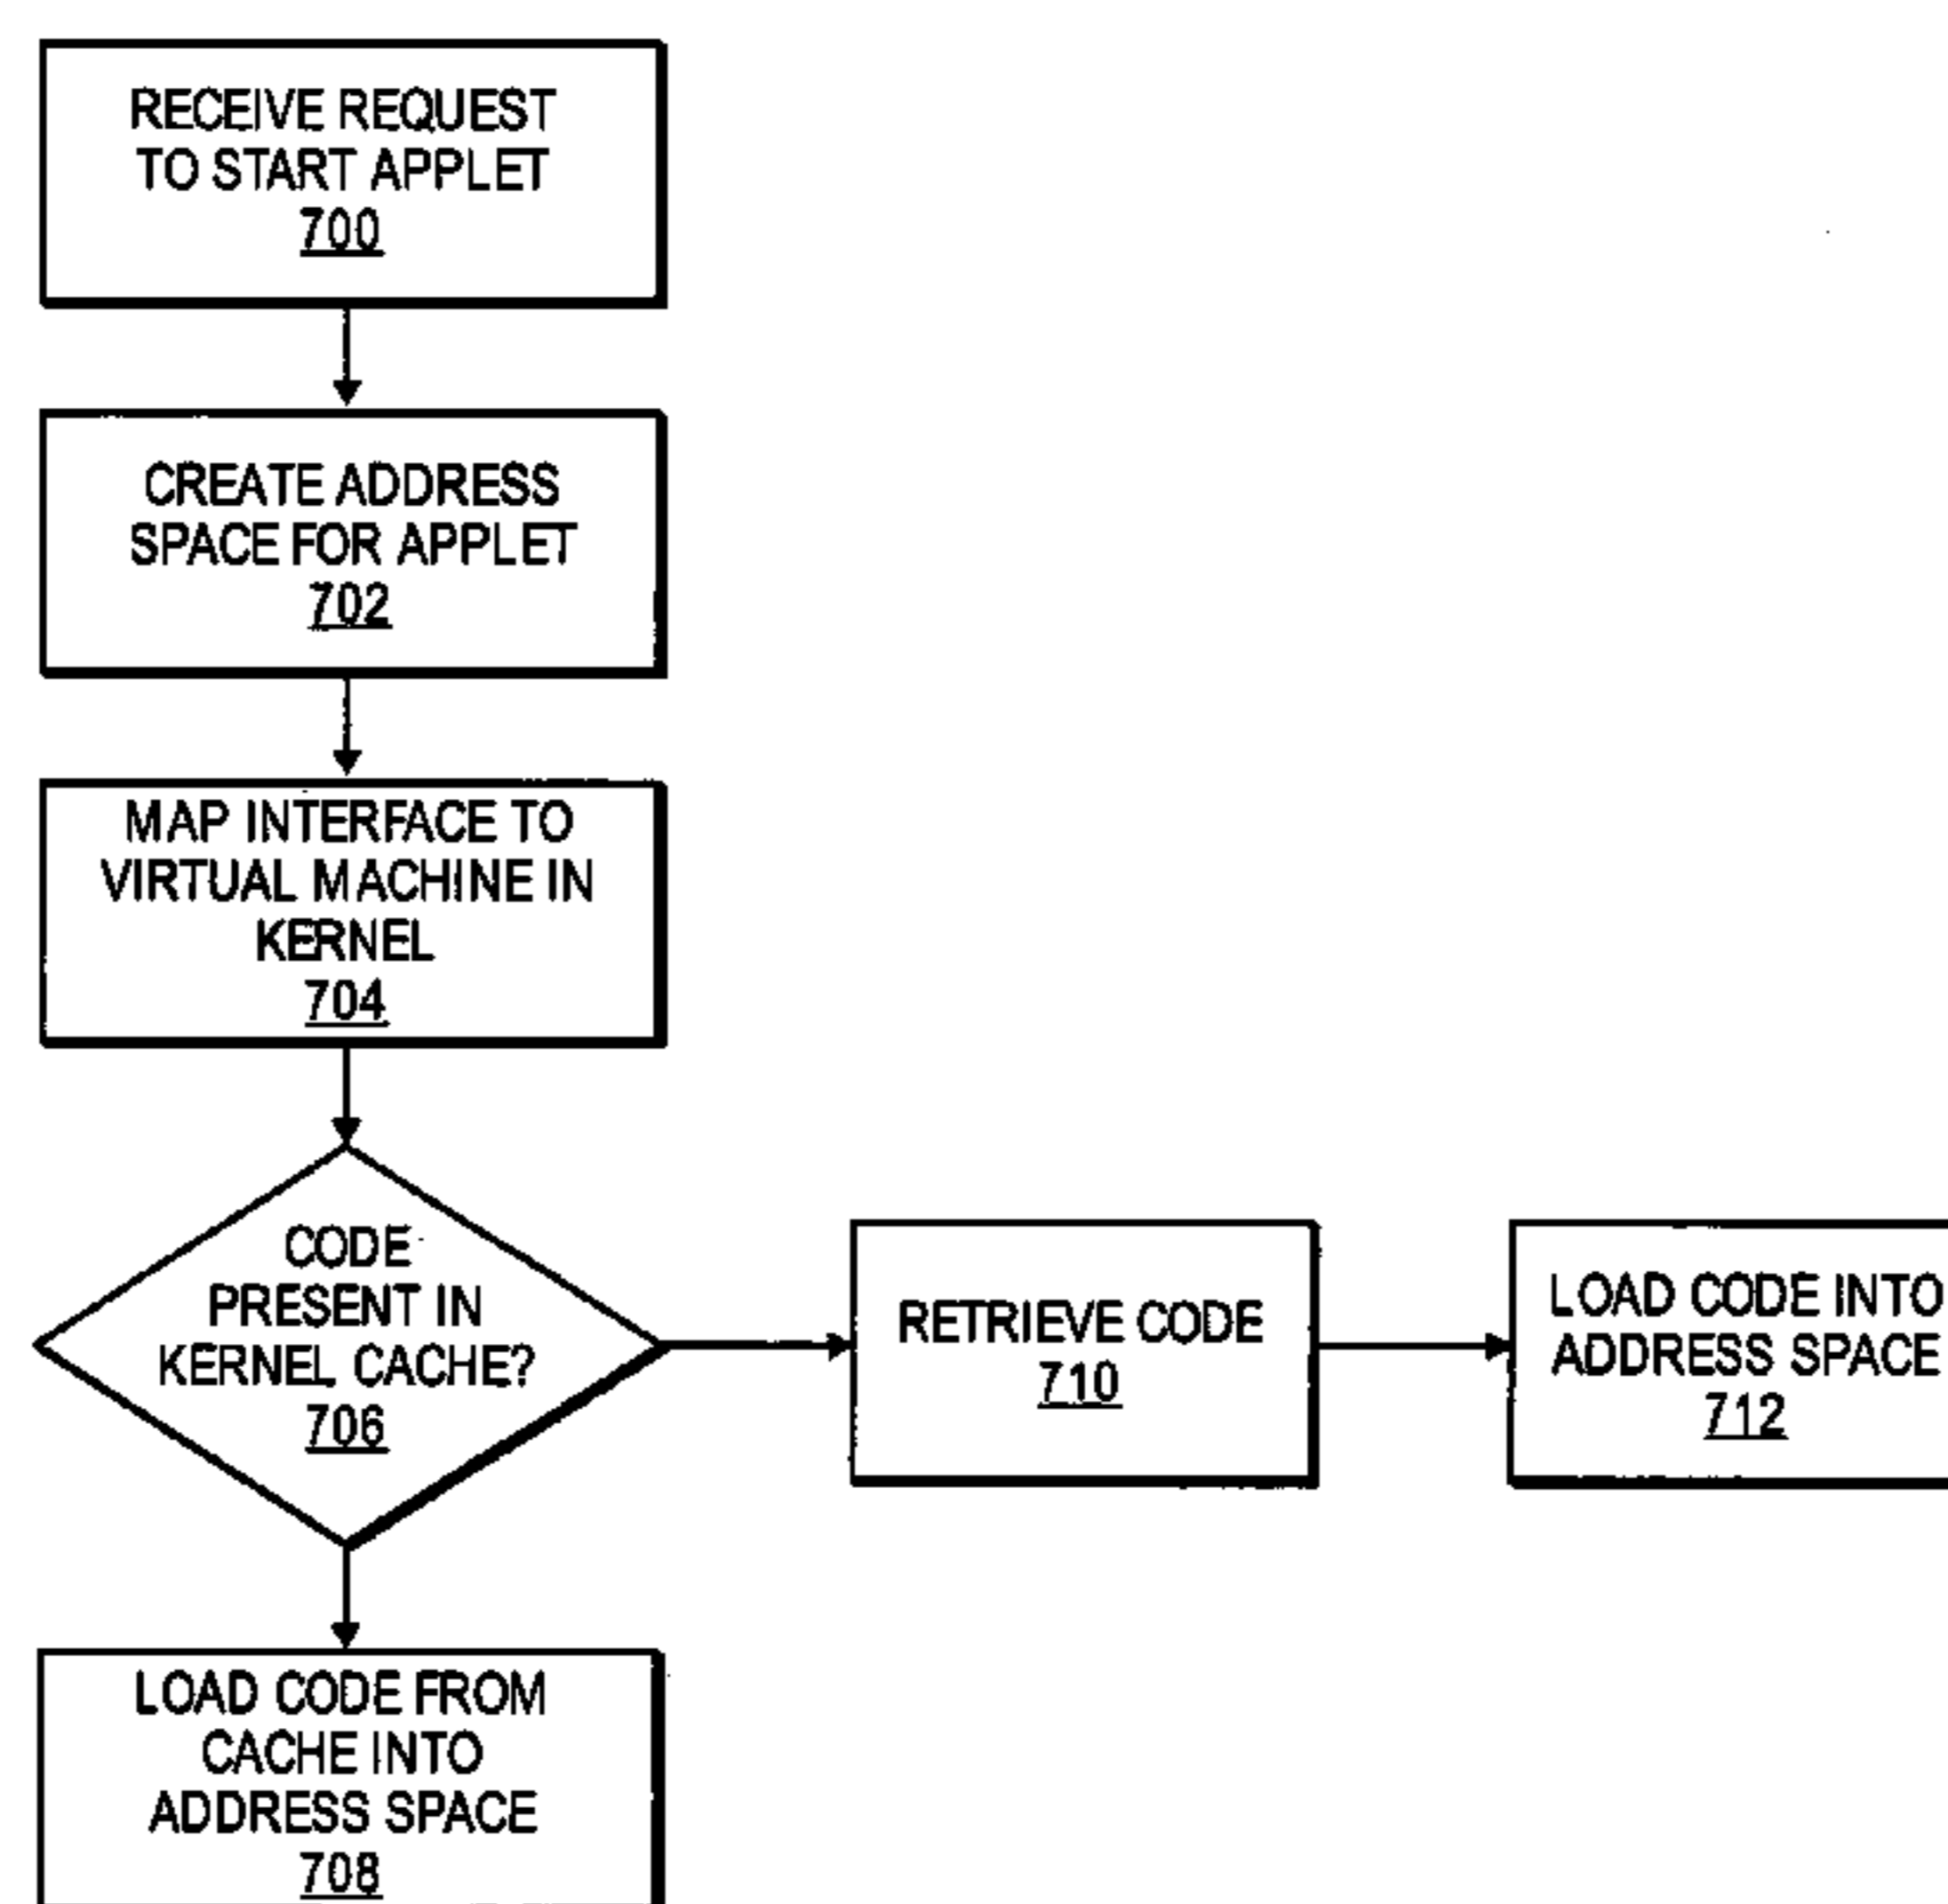 RECEIVE REQUEST
TO START APPLET
700
CREATE ADDRESS
SPACE FOR APPLET
702
MAP INTERFACE TO
VIRTUAL MACHINE IN
KERNEL
704
CODE
PRESENT IN
KERNEL CACHE?
706
RETRIEVE CODE
710
LOAD CODE INTO
ADDRESS SPACE
712
LOAD CODE FROM
CACHE INTO
ADDRESS SPACE
708